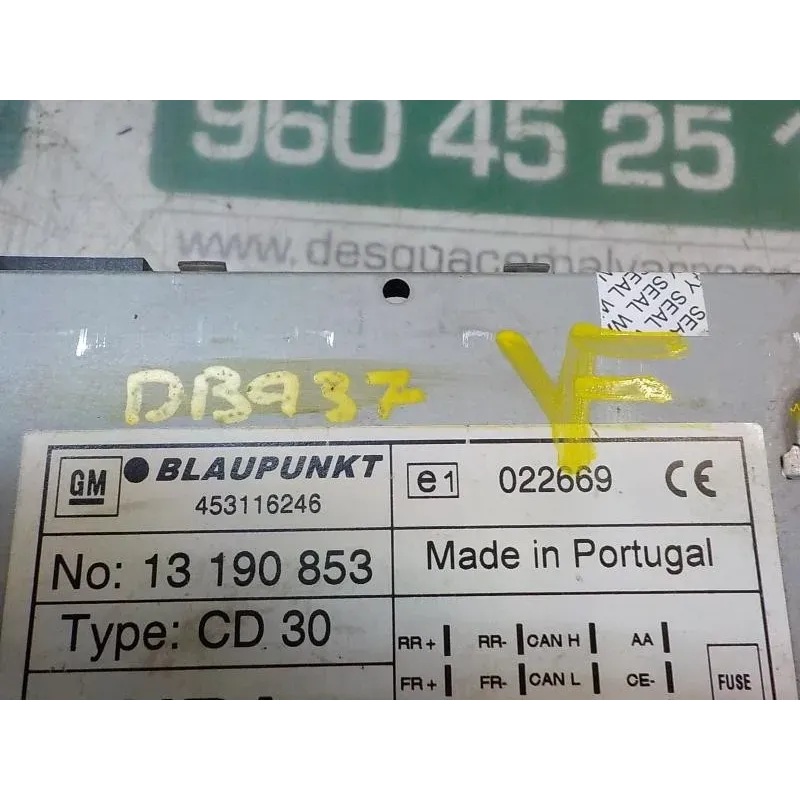 960 45 25
www.desguacemalvarrosa
SEAL
DB937 VF
GM BLAUPUNKT
453116246
e1 022669 CE
No: 13 190 853
Made in Portugal
Type: CD 30
RR+ RR- CAN H AA
FR+ FR- CAN L CE-
FUSE